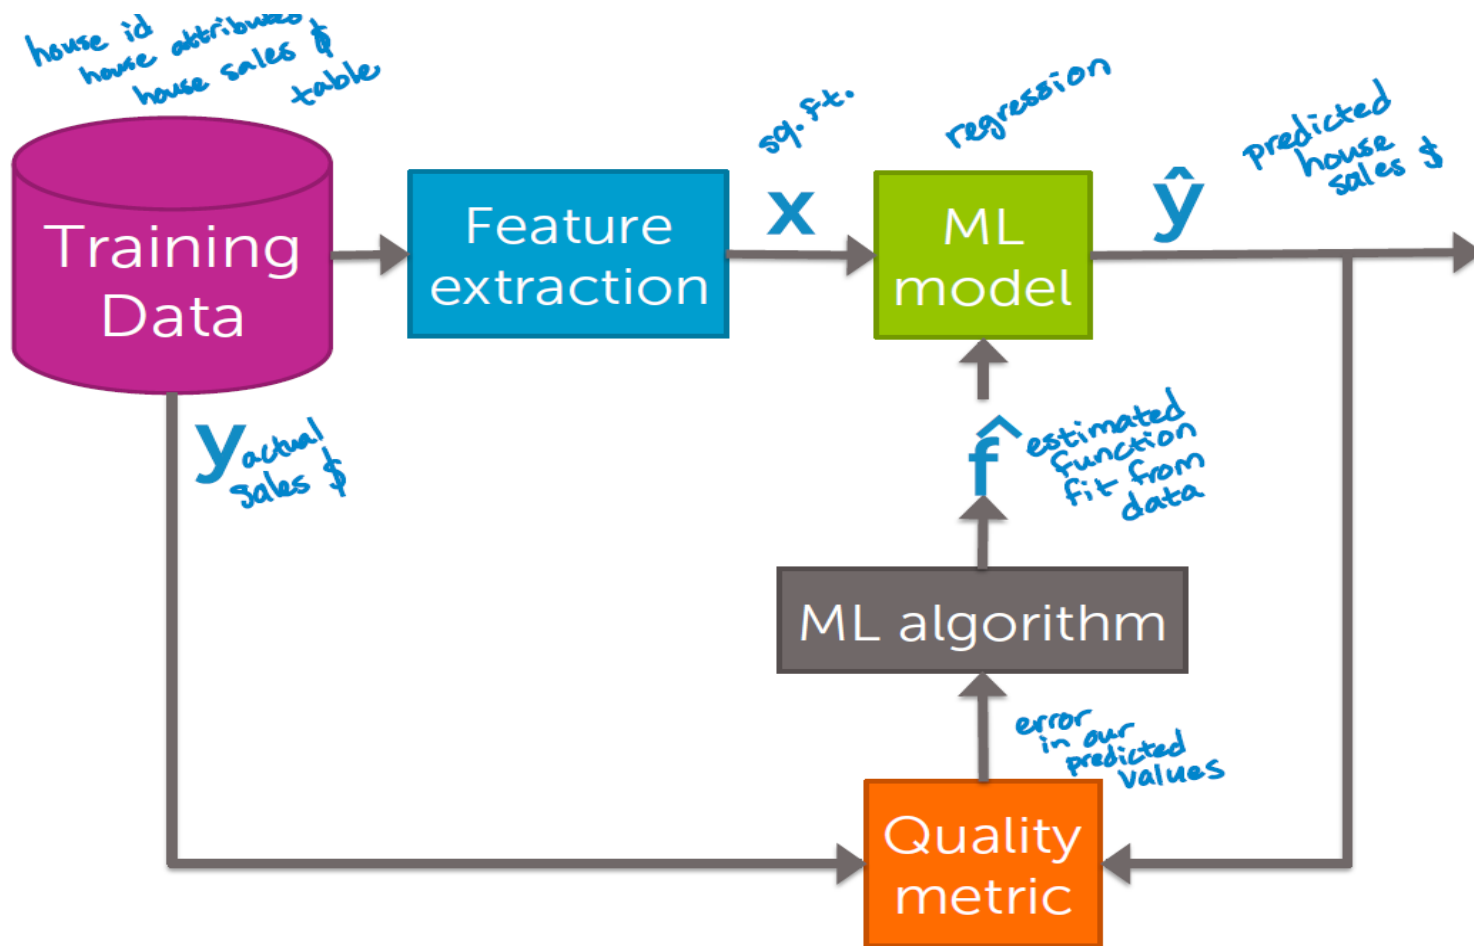 house id
house attributes
house sales $
table
Training
Data
Feature
extraction
sq. ft.
x
regression
ML
model
ŷ
predicted
house
sales $
y actual
sales $
f̂ estimated
function
fit from
data
ML algorithm
error
in our
predicted
values
Quality
metric